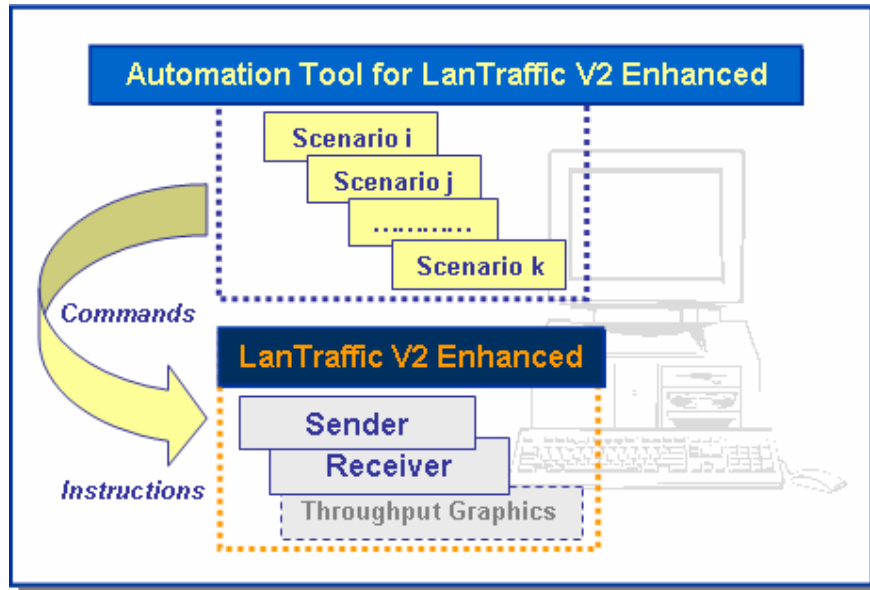 Automation Tool for LanTraffic V2 Enhanced
Scenario i
Scenario j
............
Scenario k
Commands
LanTraffic V2 Enhanced
Sender
Receiver
Instructions
Throughput Graphics